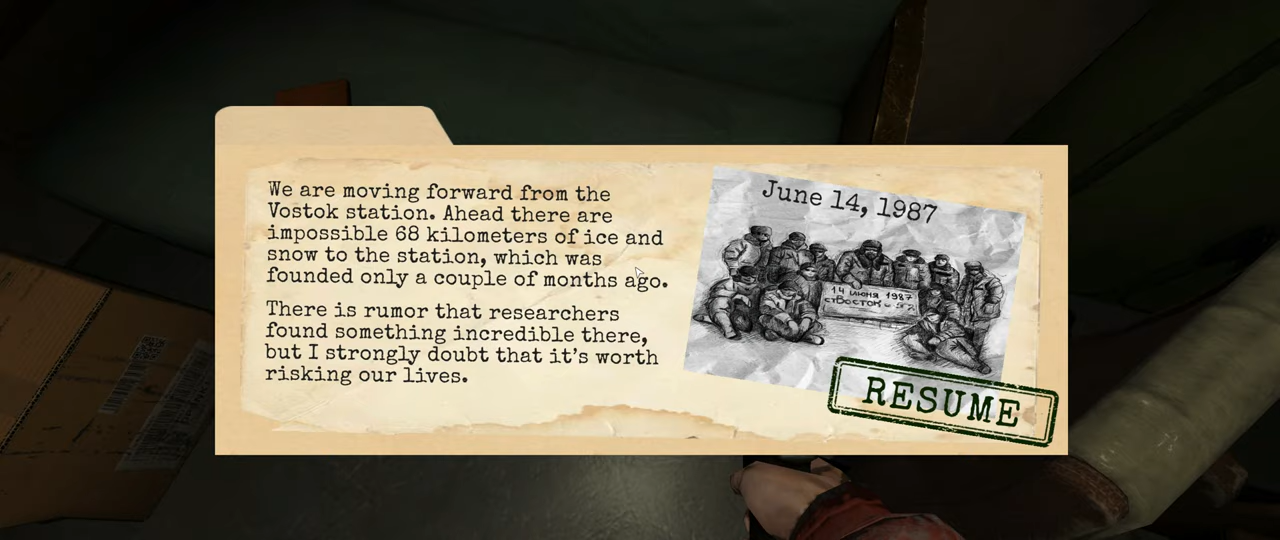 We are moving forward from the
Vostok station. Ahead there are
impossible 68 kilometers of ice and
snow to the station, which was
founded only a couple of months ago.
There is rumor that researchers
found something incredible there,
but I strongly doubt that it's worth
risking our lives.
June 14, 1987
14 июня 1987
RESUME